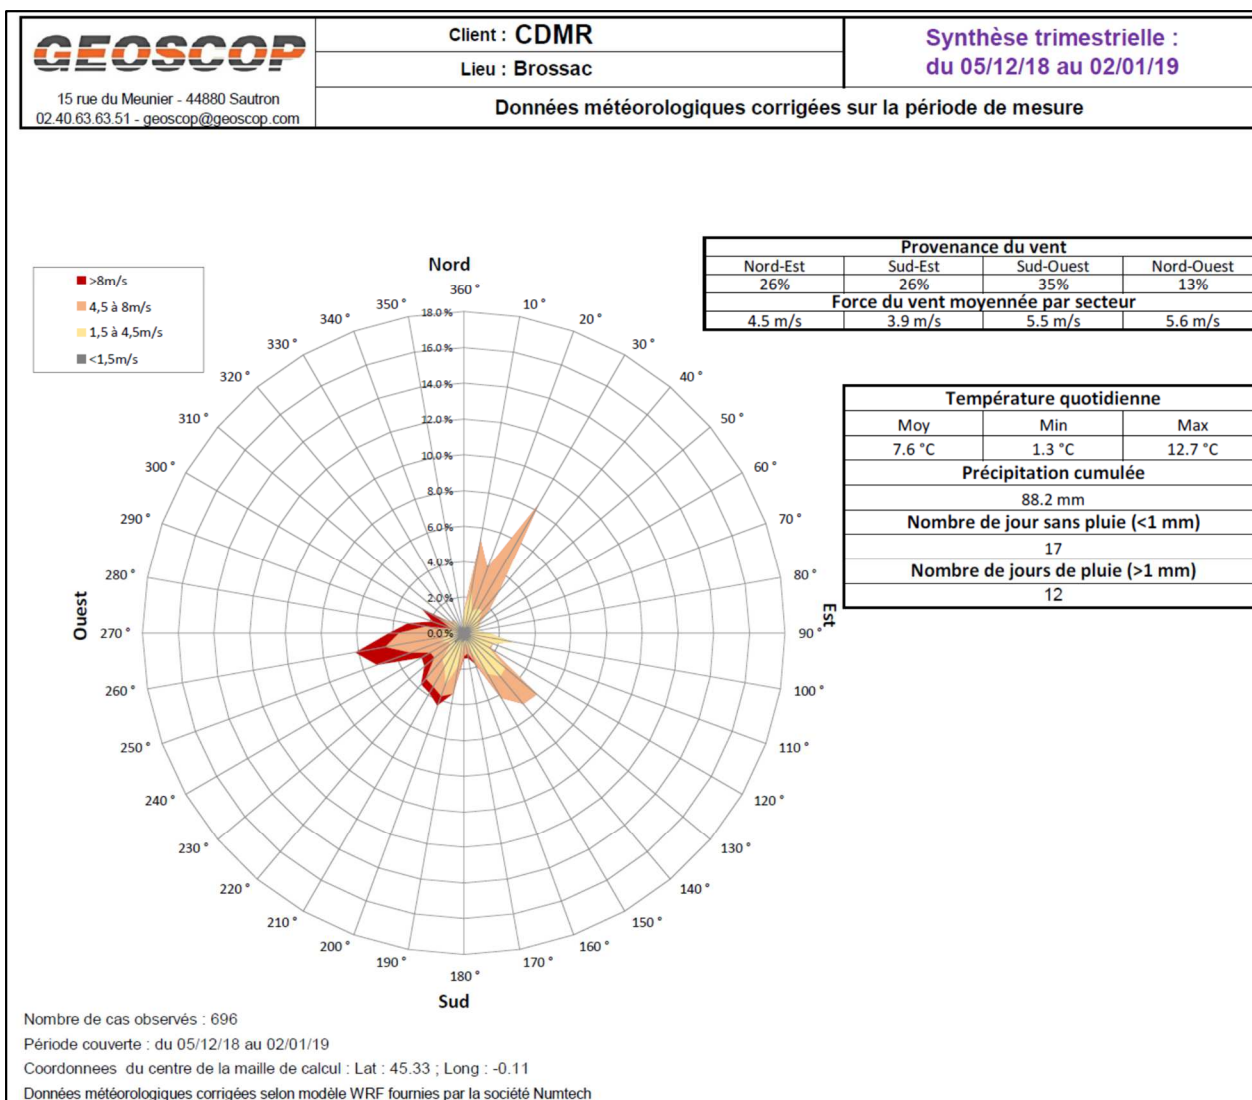 GEOSCOP
15 rue du Meunier - 44880 Sautron
02.40.63.63.51 - geoscop@geoscop.com
Client : CDMR
Lieu : Brossac
Synthèse trimestrielle :
du 05/12/18 au 02/01/19
Données météorologiques corrigées sur la période de mesure
>8m/s
4,5 à 8m/s
1,5 à 4,5m/s
<1,5m/s
Provenance du vent
Nord-Est Sud-Est Sud-Ouest Nord-Ouest
26% 26% 35% 13%
Force du vent moyennée par secteur
4.5 m/s 3.9 m/s 5.5 m/s 5.6 m/s
Température quotidienne
Moy Min Max
7.6 °C 1.3 °C 12.7 °C
Précipitation cumulée
88.2 mm
Nombre de jour sans pluie (<1 mm)
17
Nombre de jours de pluie (>1 mm)
12
Nord
360 °
10 °
20 °
30 °
40 °
50 °
60 °
70 °
80 °
90 °
Est
100 °
110 °
120 °
130 °
140 °
150 °
160 °
170 °
180 °
Sud
190 °
200 °
210 °
220 °
230 °
240 °
250 °
260 °
270 °
Ouest
280 °
290 °
300 °
310 °
320 °
330 °
340 °
350 °
18.0%
16.0%
14.0%
12.0%
10.0%
8.0%
6.0%
4.0%
2.0%
0.0%
Nombre de cas observés : 696
Période couverte : du 05/12/18 au 02/01/19
Coordonnees du centre de la maille de calcul : Lat : 45.33 ; Long : -0.11
Données météorologiques corrigées selon modèle WRF fournies par la société Numtech